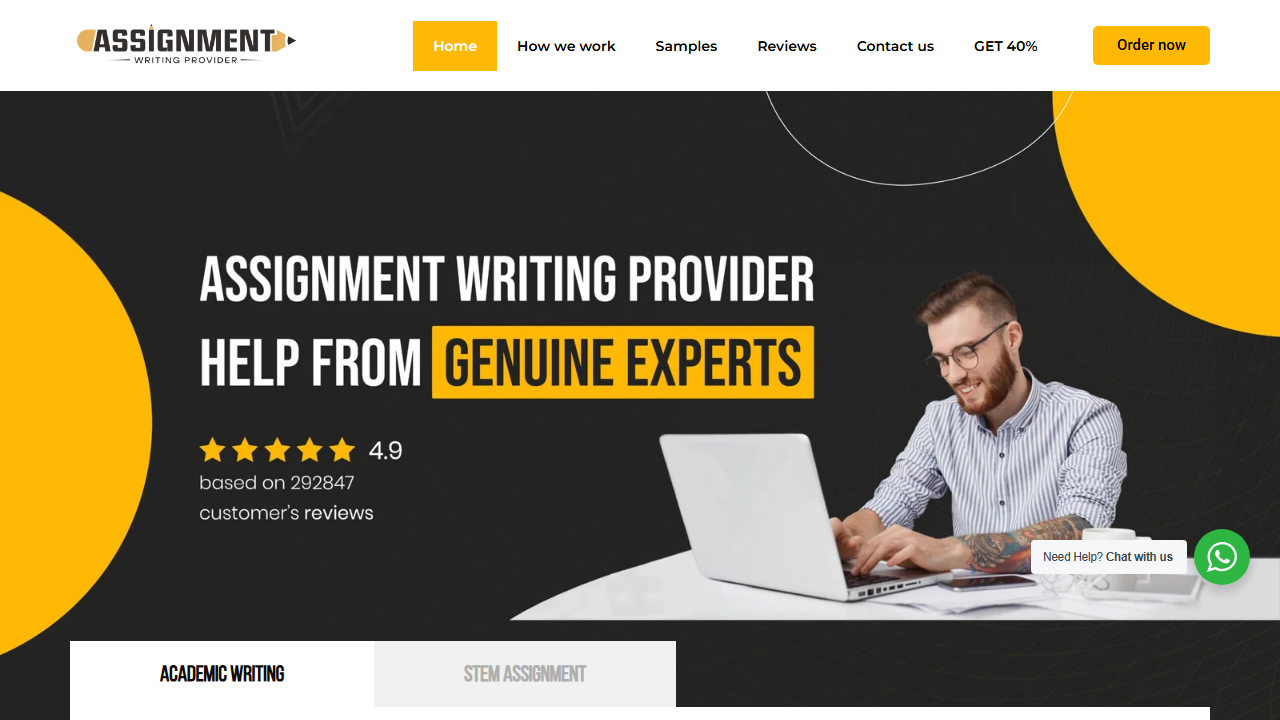 ASSIGNMENT
WRITING PROVIDER
Home
How we work
Samples
Reviews
Contact us
GET 40%
Order now
ASSIGNMENT WRITING PROVIDER
HELP FROM GENUINE EXPERTS
4.9
based on 292847
customer's reviews
Need Help? Chat with us
ACADEMIC WRITING
STEM ASSIGNMENT